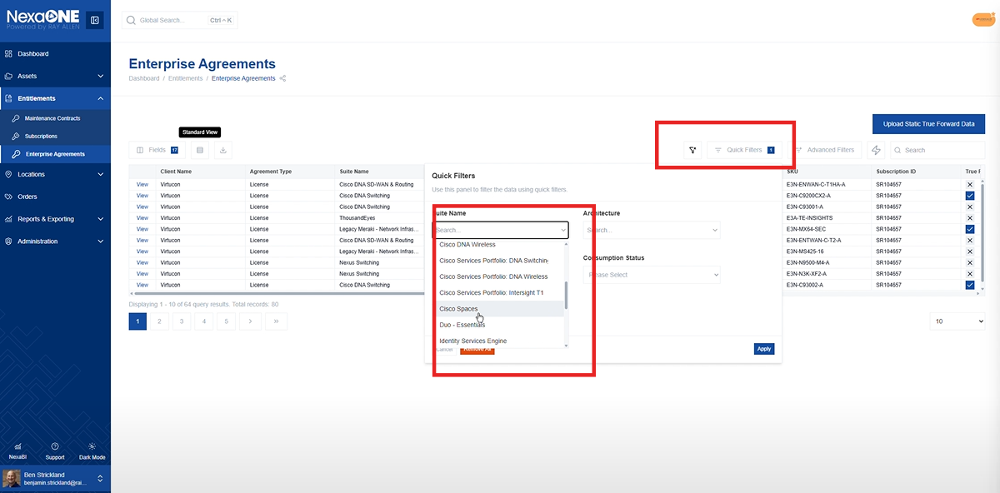 NexaONE
Powered by RAY ALLEN
Global Search...
Ctrl ^ K
Dashboard
Assets
Entitlements
Maintenance Contracts
Subscriptions
Enterprise Agreements
Locations
Orders
Reports & Exporting
Administration
NexaBI
Support
Dark Mode
Ben Strickland
benjamin.strickland@rai...
Enterprise Agreements
Dashboard / Entitlements / Enterprise Agreements
Upload Static True Forward Data
Standard View
Fields 17
Quick Filters 1
Advanced Filters
Search
Client Name Agreement Type Suite Name SKU Subscription ID True F
View Virtucon License Cisco DNA SD-WAN & Routing E3N-ENWAN-C-T1HA-A SR104657
View Virtucon License Cisco DNA Switching E3N-C9200CX2-A SR104657
View Virtucon License Cisco DNA Switching E3N-C93001-A SR104657
View Virtucon License ThousandEyes E3A-TE-INSIGHTS SR104657
View Virtucon License Legacy Meraki - Network Infras... E3N-MX64-SEC SR104657
View Virtucon License Cisco DNA SD-WAN & Routing E3N-ENTWAN-C-T2-A SR104657
View Virtucon License Legacy Meraki - Network Infras... E3N-MS425-16 SR104657
View Virtucon License Nexus Switching E3N-N9500-M4-A SR104657
View Virtucon License Nexus Switching E3N-N3K-XF2-A SR104657
View Virtucon License Cisco DNA Switching E3N-C93002-A SR104657
Displaying 1 - 10 of 64 query results. Total records: 80
1 2 3 4 5 > »
10
Quick Filters
Use this panel to filter the data using quick filters.
Suite Name
Search...
Cisco DNA Wireless
Cisco Services Portfolio: DNA Switching
Cisco Services Portfolio: DNA Wireless
Cisco Services Portfolio: Intersight T1
Cisco Spaces
Duo - Essentials
Identity Services Engine
Architecture
Search...
Consumption Status
Please Select
Cancel
Remove All
Apply